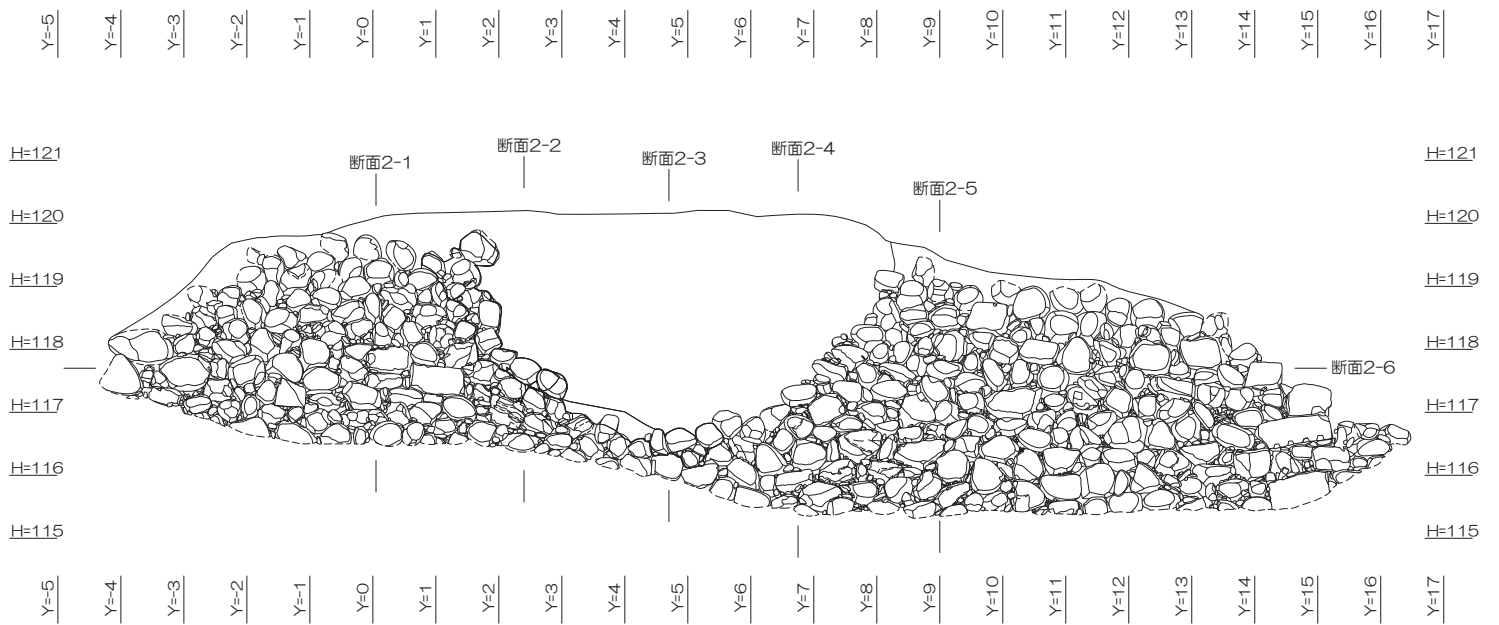 Y=-5
Y=-4
Y=-3
Y=-2
Y=-1
Y=0
Y=1
Y=2
Y=3
Y=4
Y=5
Y=6
Y=7
Y=8
Y=9
Y=10
Y=11
Y=12
Y=13
Y=14
Y=15
Y=16
Y=17
H=121
H=121
断面2-1
断面2-2
断面2-3
断面2-4
断面2-5
H=120
H=120
H=119
H=119
H=118
H=118
断面2-6
H=117
H=117
H=116
H=116
H=115
H=115
Y=-5
Y=-4
Y=-3
Y=-2
Y=-1
Y=0
Y=1
Y=2
Y=3
Y=4
Y=5
Y=6
Y=7
Y=8
Y=9
Y=10
Y=11
Y=12
Y=13
Y=14
Y=15
Y=16
Y=17